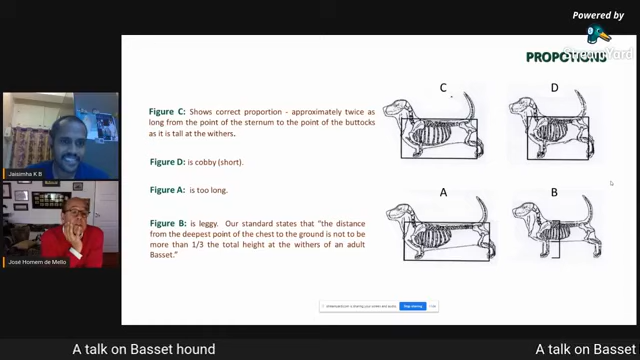 Powered by
StreamYard
PROPOTIONS
C
D
Figure C: Shows correct proportion - approximately twice as
long from the point of the sternum to the point of the buttocks
as it is tall at the withers.
Figure D: is cobby (short).
Figure A: is too long.
A
B
Figure B: is leggy. Our standard states that "the distance
from the deepest point of the chest to the ground is not to be
more than 1/3 the total height at the withers of an adult
Basset."
Jaisimha K B
José Homem de Mello
Stop sharing
Hide
A talk on Basset hound
A talk on Basset